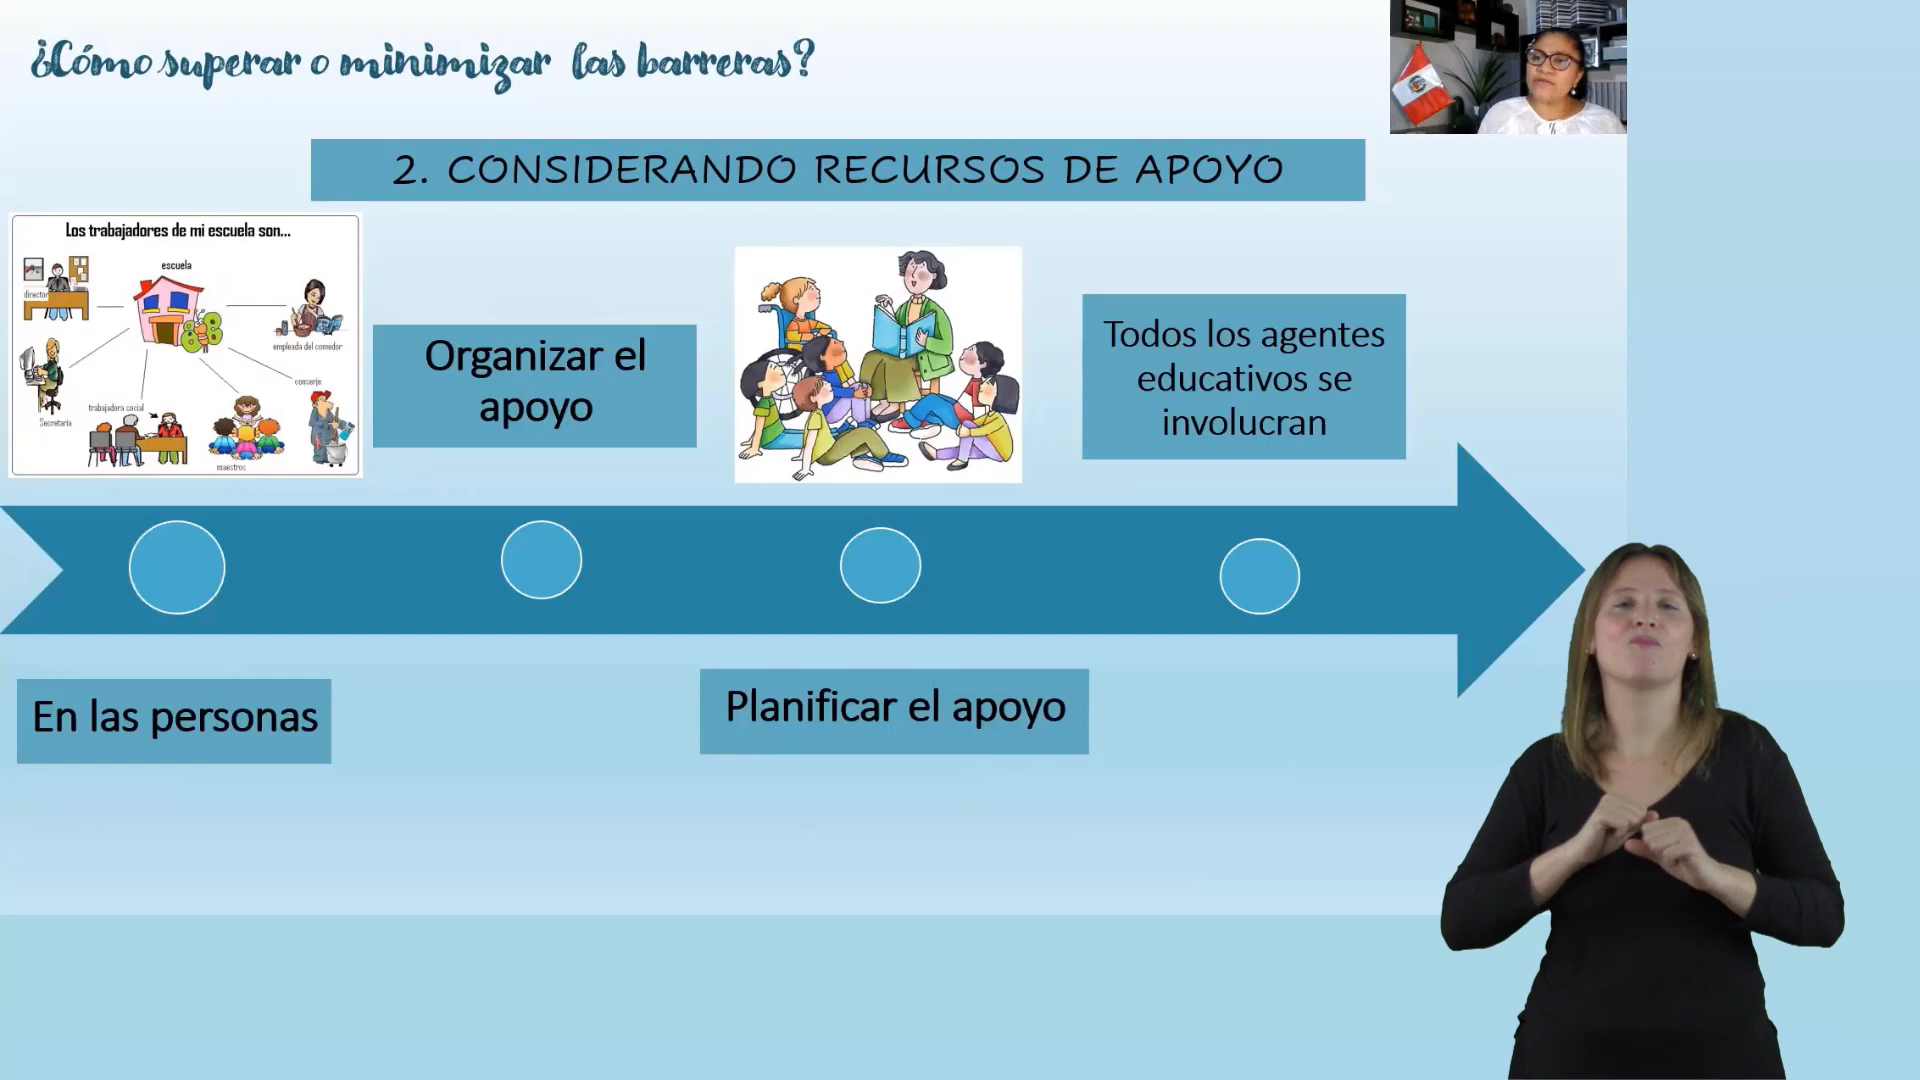 ¿Cómo superar o minimizar las barreras?
2. CONSIDERANDO RECURSOS DE APOYO
Los trabajadores de mi escuela son...
escuela
director
empleada del comedor
conserje
trabajadora social
Secretaria
maestros
Organizar el
apoyo
Todos los agentes
educativos se
involucran
En las personas
Planificar el apoyo